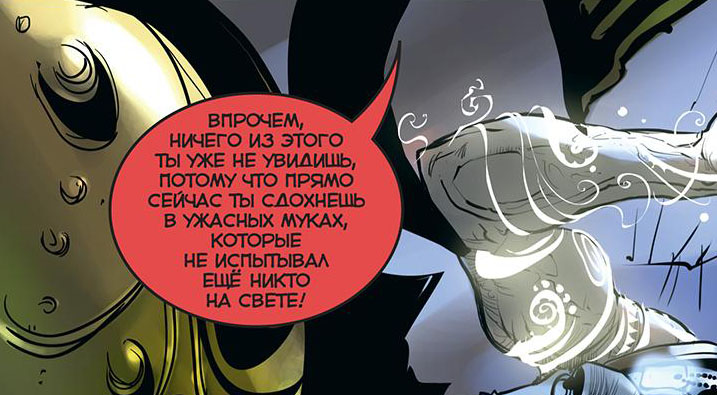 ВПРОЧЕМ,
НИЧЕГО ИЗ ЭТОГО
ТЫ УЖЕ НЕ УВИДИШЬ,
ПОТОМУ ЧТО ПРЯМО
СЕЙЧАС ТЫ СДОХНЕШЬ
В УЖАСНЫХ МУКАХ,
КОТОРЫЕ
НЕ ИСПЫТЫВАЛ
ЕЩЁ НИКТО
НА СВЕТЕ!